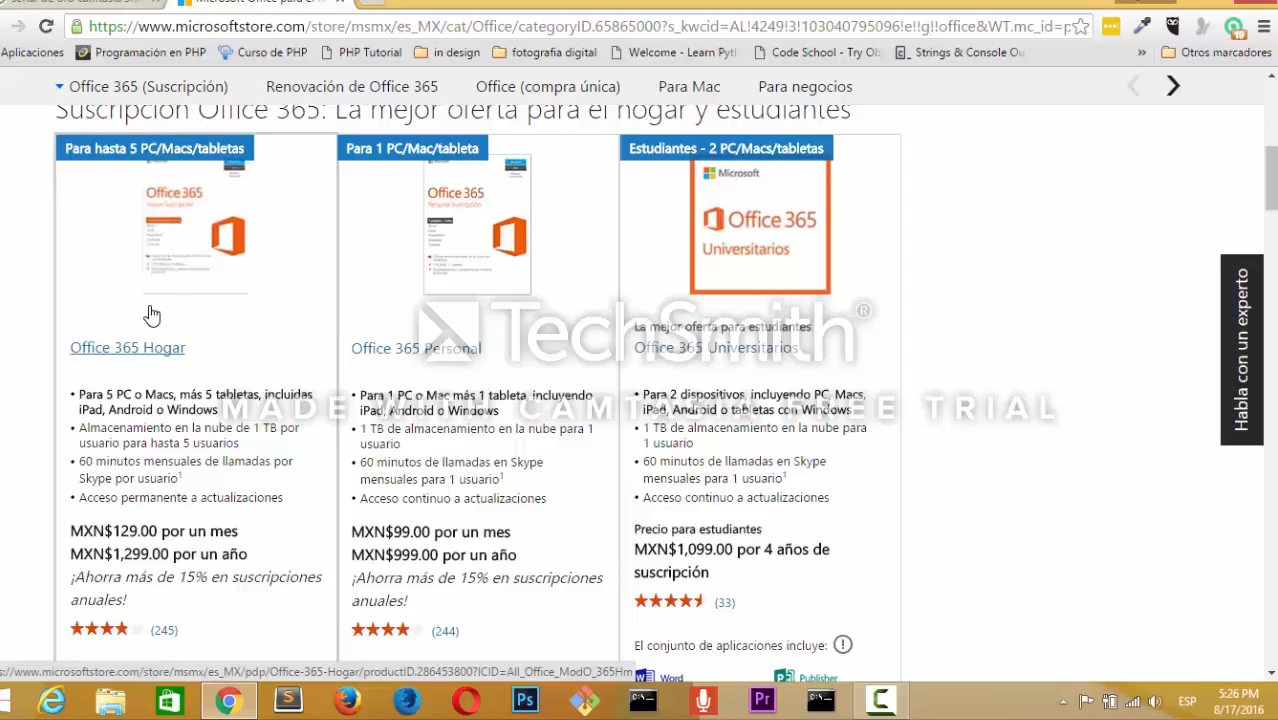 https://www.microsoftstore.com/store/msmx/es_MX/cat/Office/categoryID.65865000?s_kwcid=AL!4249!3!103040795096!e!!g!!office&WT.mc_id=p
Aplicaciones
Programación en PHP
Curso de PHP
PHP Tutorial
in design
fotografia digital
Welcome - Learn Pyt
Code School - Try Ob
Strings & Console Ou
»
Otros marcadores
Office 365 (Suscripción)
Renovación de Office 365
Office (compra única)
Para Mac
Para negocios
Suscripción Office 365: La mejor oferta para el hogar y estudiantes
Para hasta 5 PC/Macs/tabletas
Office 365
Office 365 Hogar
• Para 5 PC o Macs, más 5 tabletas, incluidas
iPad, Android o Windows
• Almacenamiento en la nube de 1 TB por
usuario para hasta 5 usuarios
• 60 minutos mensuales de llamadas por
Skype por usuario1
• Acceso permanente a actualizaciones
MXN$129.00 por un mes
MXN$1,299.00 por un año
¡Ahorra más de 15% en suscripciones
anuales!
(245)
Para 1 PC/Mac/tableta
Office 365
Office 365 Personal
• Para 1 PC o Mac más 1 tableta, incluyendo
iPad, Android o Windows
• 1 TB de almacenamiento en la nube para 1
usuario
• 60 minutos de llamadas en Skype
mensuales para 1 usuario1
• Acceso continuo a actualizaciones
MXN$99.00 por un mes
MXN$999.00 por un año
¡Ahorra más de 15% en suscripciones
anuales!
(244)
Estudiantes - 2 PC/Macs/tabletas
Microsoft
Office 365
Universitarios
La mejor oferta para estudiantes
Office 365 Universitarios
• Para 2 dispositivos, incluyendo PC, Macs,
iPad, Android o tabletas con Windows
• 1 TB de almacenamiento en la nube para
1 usuario
• 60 minutos de llamadas en Skype
mensuales para 1 usuario1
• Acceso continuo a actualizaciones
Precio para estudiantes
MXN$1,099.00 por 4 años de
suscripción
(33)
El conjunto de aplicaciones incluye:
Word
Publisher
Habla con un experto
TechSmith®
MADE WITH CAMTASIA FREE TRIAL
s://www.microsoftstore.com/store/msmx/es_MX/pdp/Office-365-Hogar/productID.286453800?ICID=All_Office_ModO_365Hm
ESP
5:26 PM
8/17/2016